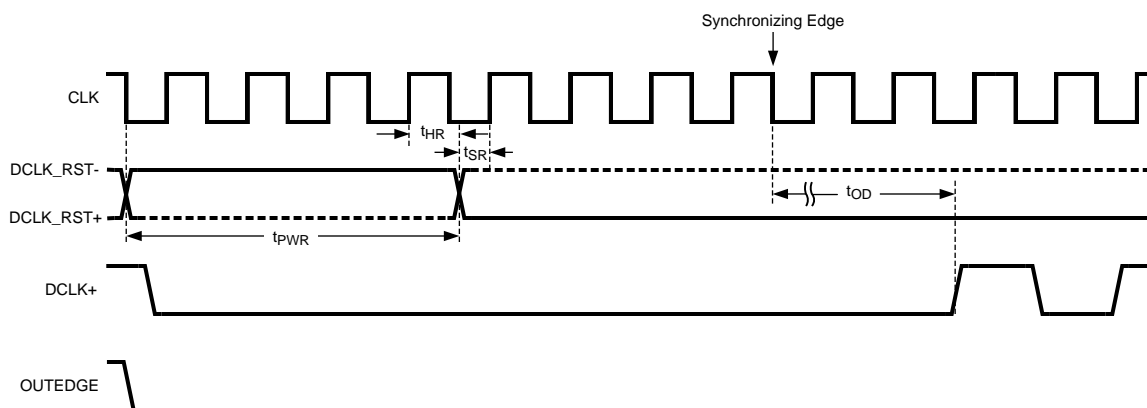 Synchronizing Edge
CLK
tHR
tSR
DCLK_RST-
tOD
DCLK_RST+
tPWR
DCLK+
OUTEDGE